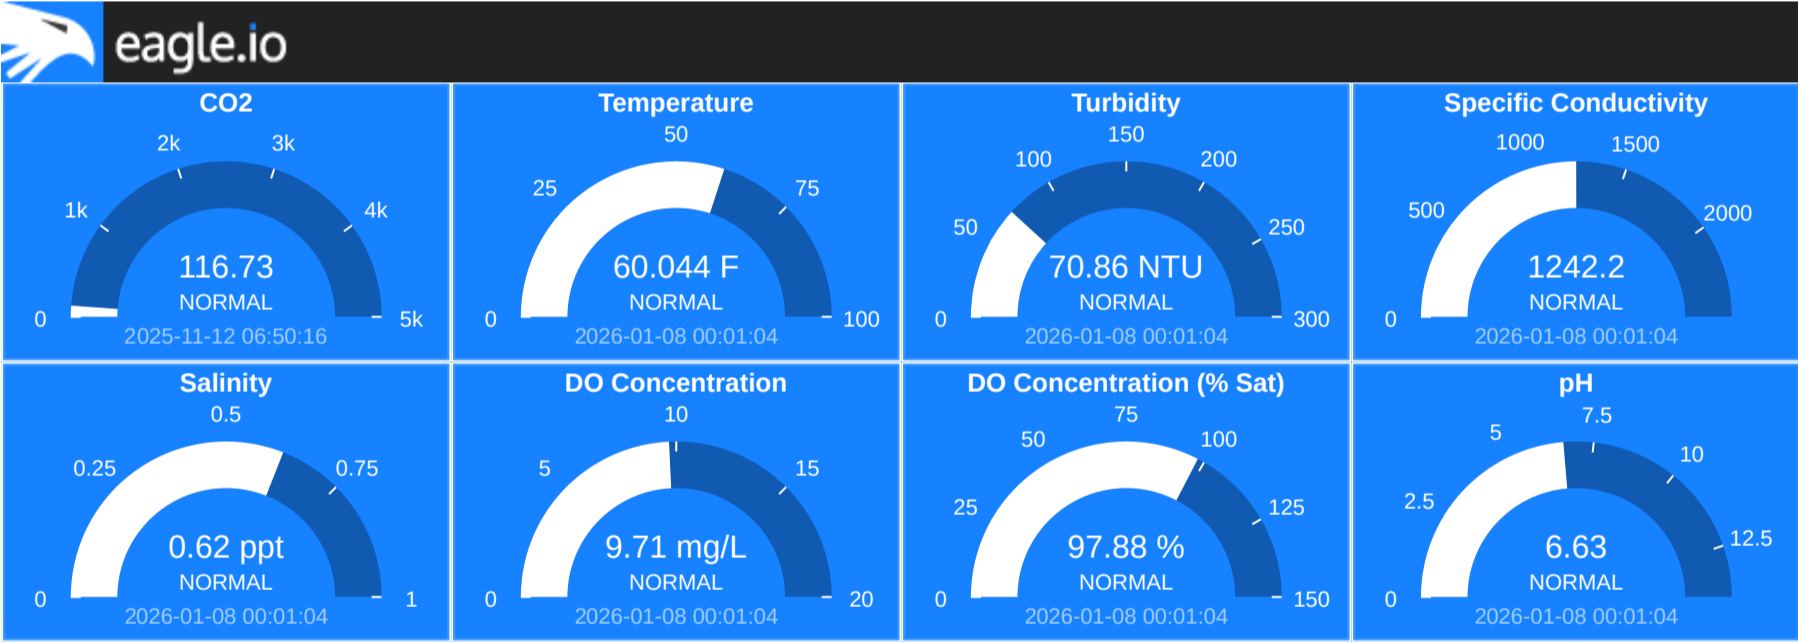 eagle.io
CO2
2k
3k
1k
4k
116.73
NORMAL
0
5k
2025-11-12 06:50:16
Temperature
50
25
75
60.044 F
NORMAL
0
100
2026-01-08 00:01:04
Turbidity
150
100
200
50
250
70.86 NTU
NORMAL
0
300
2026-01-08 00:01:04
Specific Conductivity
1000
1500
500
2000
1242.2
NORMAL
0
2026-01-08 00:01:04
Salinity
0.5
0.25
0.75
0.62 ppt
NORMAL
0
1
2026-01-08 00:01:04
DO Concentration
10
5
15
9.71 mg/L
NORMAL
0
20
2026-01-08 00:01:04
DO Concentration (% Sat)
75
50
100
25
125
97.88 %
NORMAL
0
150
2026-01-08 00:01:04
pH
7.5
5
10
2.5
12.5
6.63
NORMAL
0
2026-01-08 00:01:04